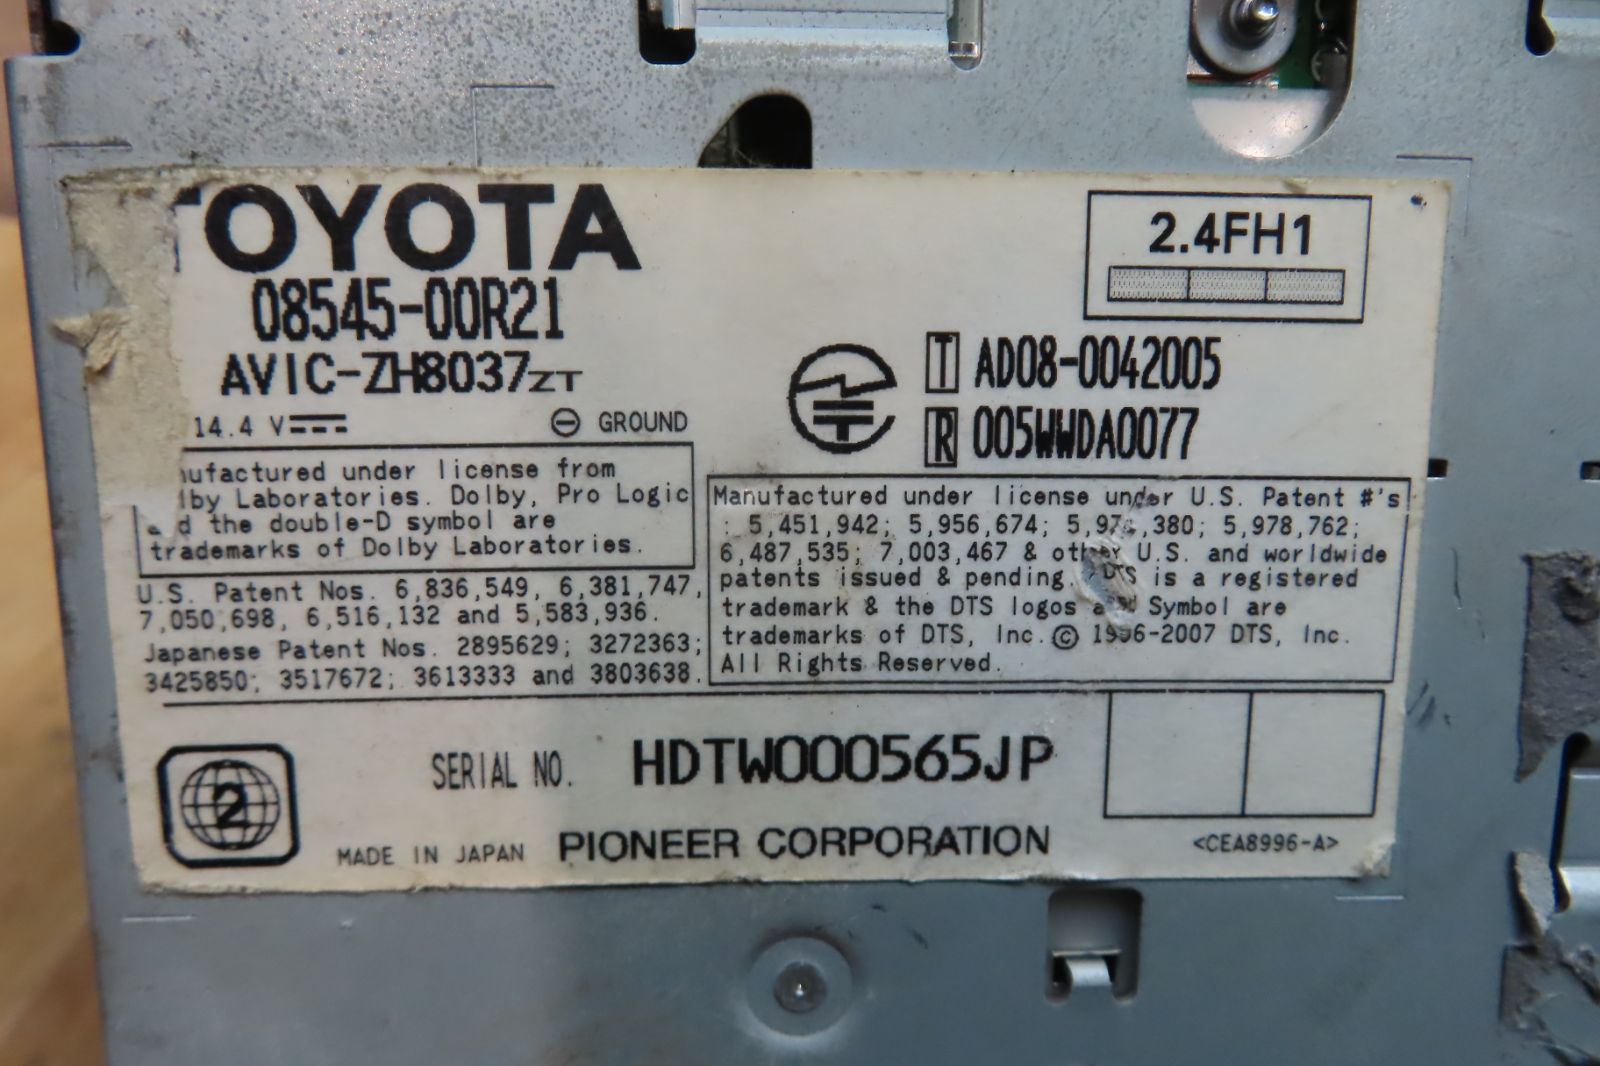 TOYOTA
08545-00R21
AVIC-ZH8037ZT
14.4 V
GROUND
2.4FH1
T AD08-0042005
R 005WWDA0077
nufactured under license from
lby Laboratories. Dolby, Pro Logic
and the double-D symbol are
trademarks of Dolby Laboratories.
U.S. Patent Nos. 6,836,549, 6,381,747,
7,050,698, 6,516,132 and 5,583,936.
Japanese Patent Nos. 2895629; 3272363;
3425850; 3517672; 3613333 and 3803638.
Manufactured under license under U.S. Patent #'s
: 5,451,942; 5,956,674; 5,97 ,380; 5,978,762;
6,487,535; 7,003,467 & other U.S. and worldwide
patents issued & pending. DTS is a registered
trademark & the DTS logos and Symbol are
trademarks of DTS, Inc. © 1996-2007 DTS, Inc.
All Rights Reserved.
2
SERIAL NO. HDTW000565JP
MADE IN JAPAN PIONEER CORPORATION
<CEA8996-A>